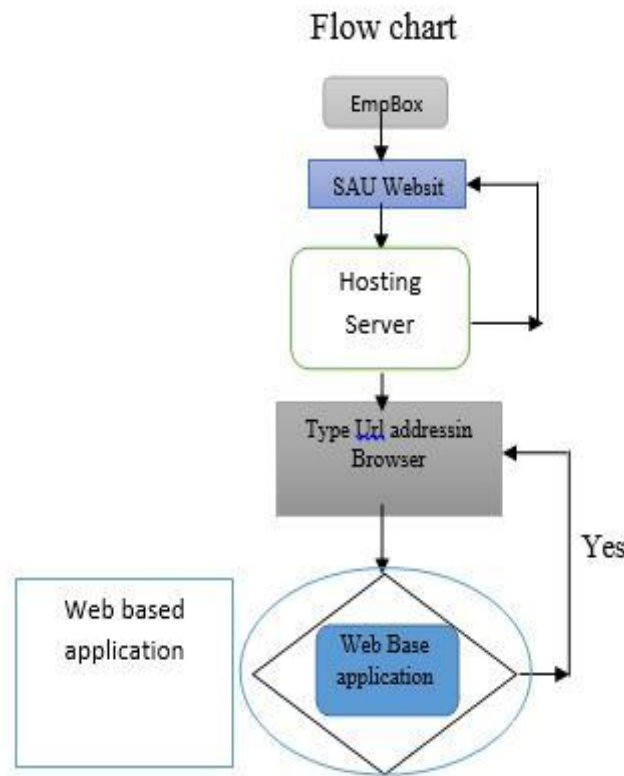 Flow chart
EmpBox
SAU Websit
Hosting
Server
Type Url addressin
Browser
Yes
Web based
application
Web Base
application